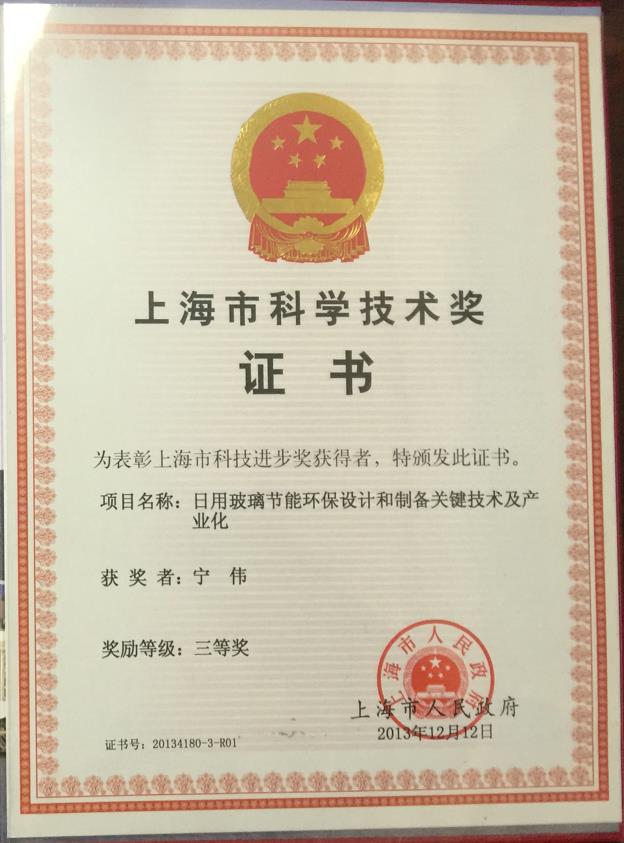 上海市科学技术奖
证书
为表彰上海市科技进步奖获得者，特颁发此证书。
项目名称：日用玻璃节能环保设计和制备关键技术及产
业化
获奖者：宁 伟
奖励等级：三等奖
上海市人民政府
上海市人民政府
2013年12月12日
证书号：20134180-3-R01